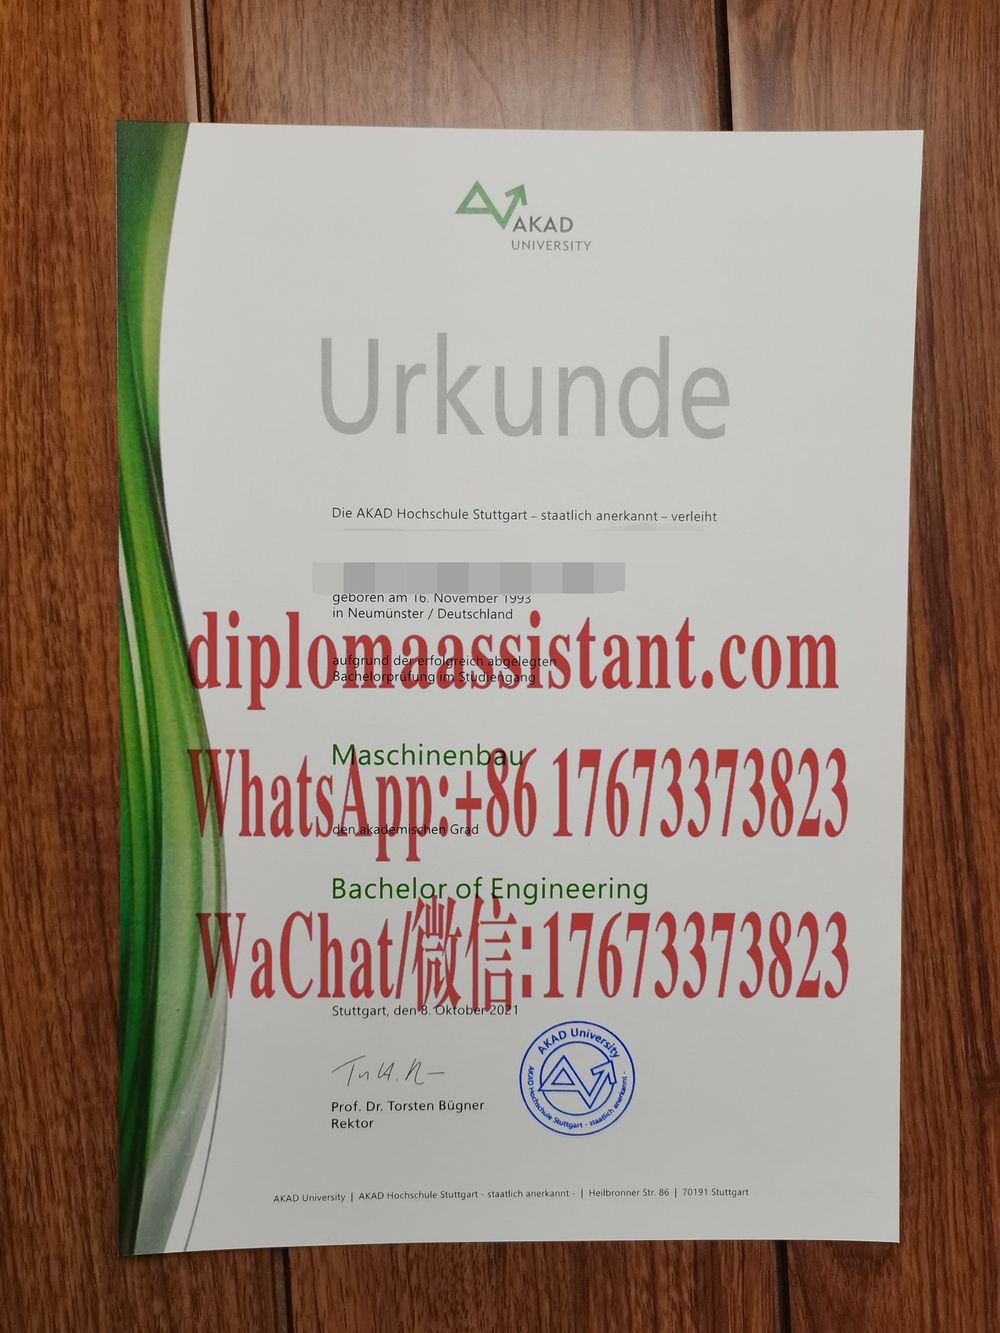 AKAD
UNIVERSITY
Urkunde
Die AKAD Hochschule Stuttgart – staatlich anerkannt – verleiht
geboren am 16. November 1993
in Neumünster / Deutschland
diplomaassistant.com
aufgrund der erfolgreich abgelegten
Bachelorprüfung im Studiengang
Maschinenbau
WhatsApp:+86 17673373823
den akademischen Grad
Bachelor of Engineering
WaChat/微信:17673373823
Stuttgart, den 8. Oktober 2021
AKAD University
AKAD Hochschule Stuttgart - staatlich anerkannt -
Prof. Dr. Torsten Bügner
Rektor
AKAD University | AKAD Hochschule Stuttgart - staatlich anerkannt - | Heilbronner Str. 86 | 70191 Stuttgart